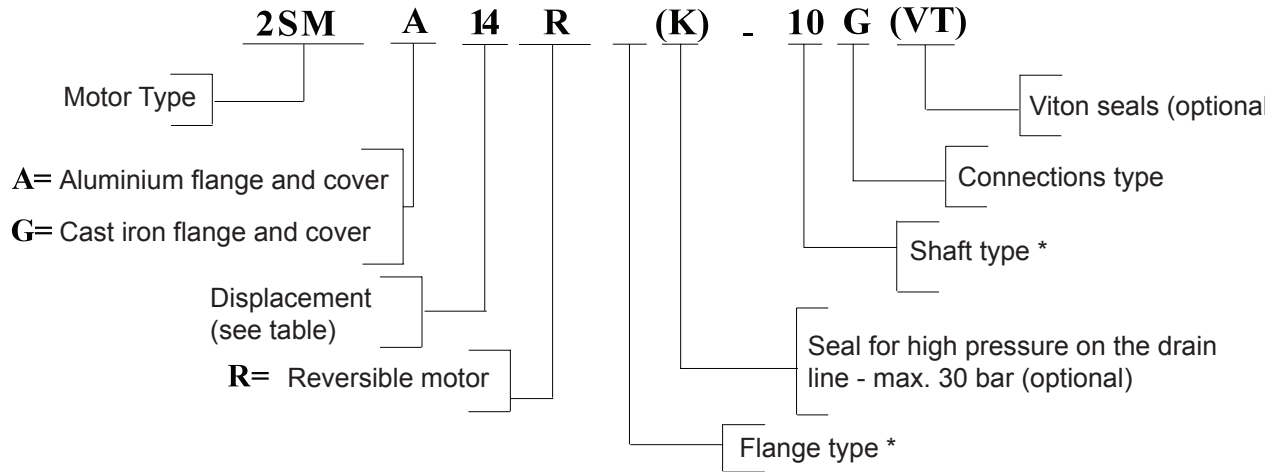 2SM A 14 R (K) - 10 G (VT)
Motor Type
Viton seals (optional
A= Aluminium flange and cover
Connections type
G= Cast iron flange and cover
Shaft type *
Displacement
(see table)
Seal for high pressure on the drain
line - max. 30 bar (optional)
R= Reversible motor
Flange type *